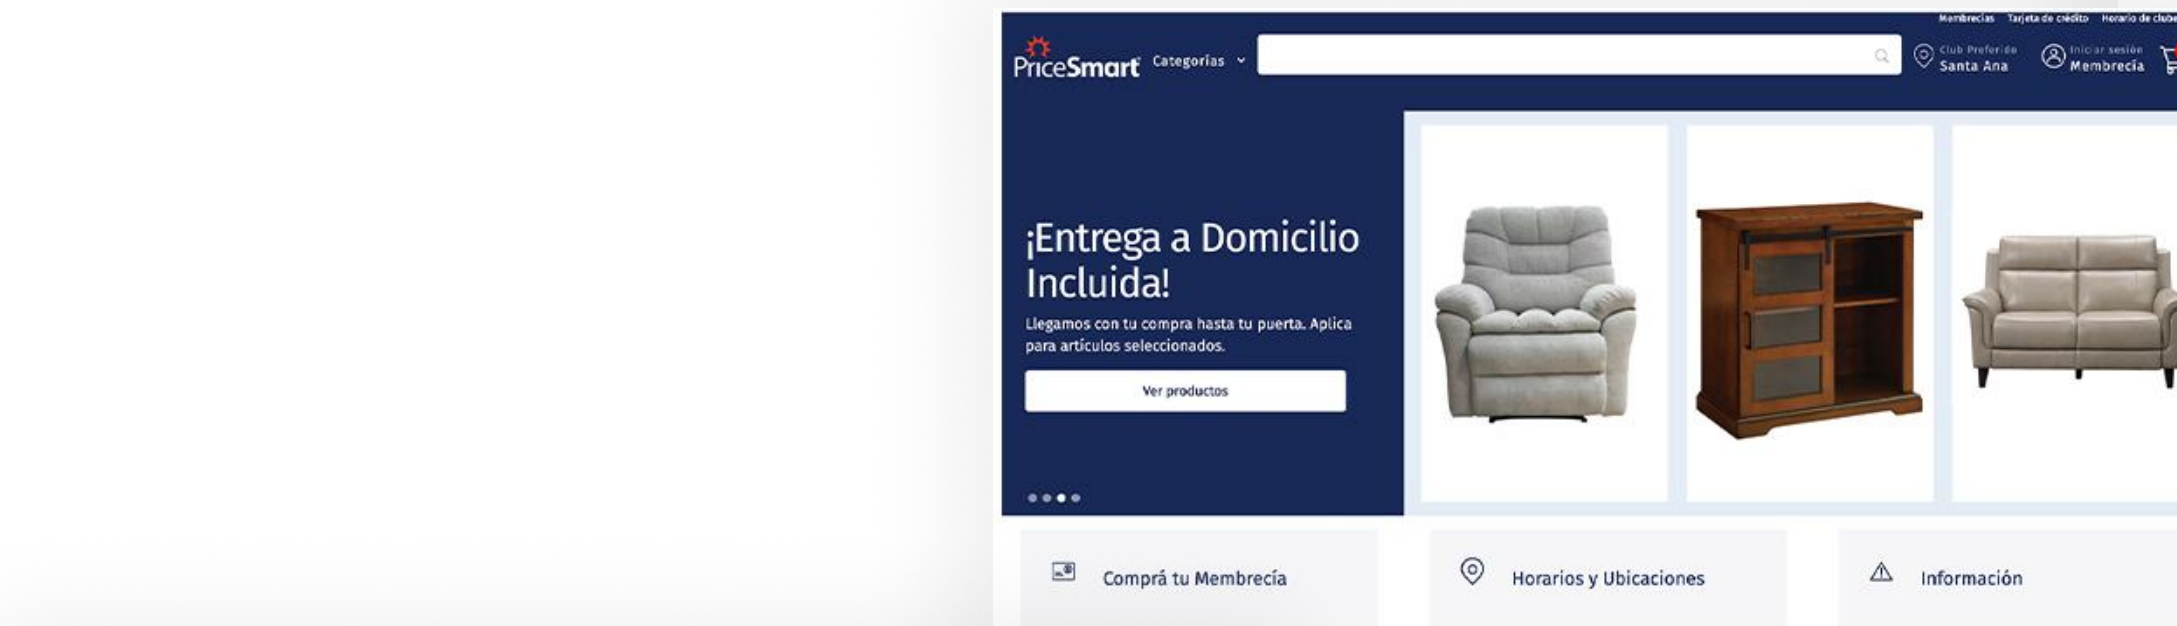 Membrecías Tarjeta de crédito Horario de clube
PriceSmart Categorías
Club Preferido
Santa Ana
Iniciar sesión
Membrecía
¡Entrega a Domicilio
Incluida!
Llegamos con tu compra hasta tu puerta. Aplica
para artículos seleccionados.
Ver productos
Comprá tu Membrecía
Horarios y Ubicaciones
Información